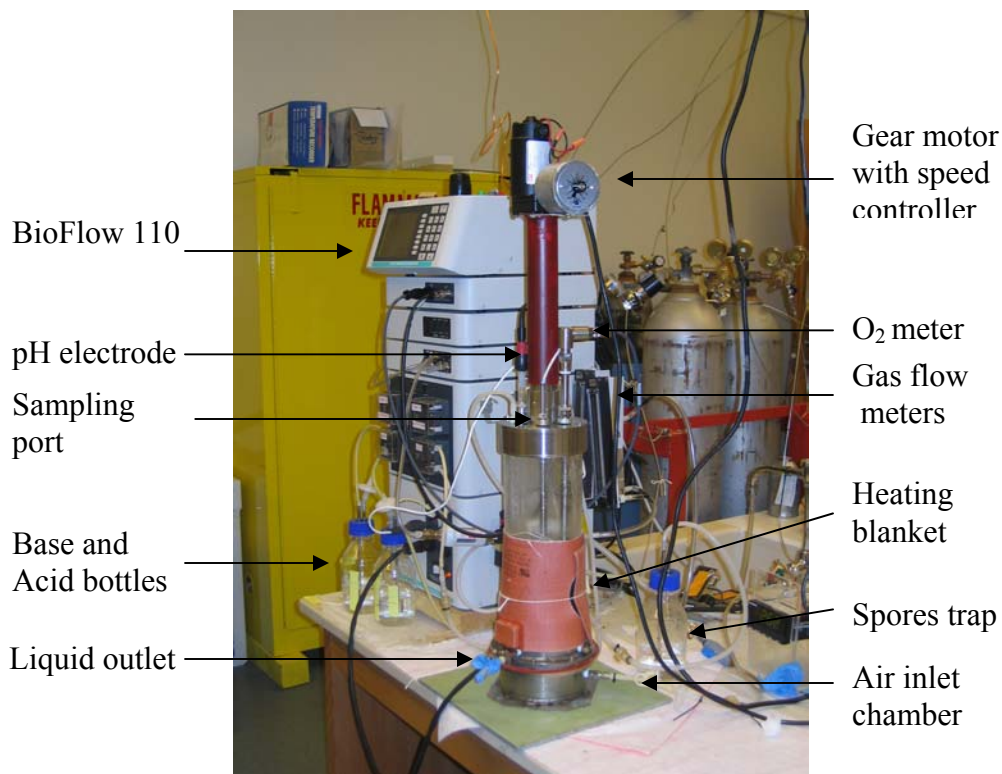 BioFlow 110
pH electrode
Sampling
port
Base and
Acid bottles
Liquid outlet
FLAMMA
KEE
Gear motor
with speed
controller
O₂ meter
Gas flow
meters
Heating
blanket
Spores trap
Air inlet
chamber